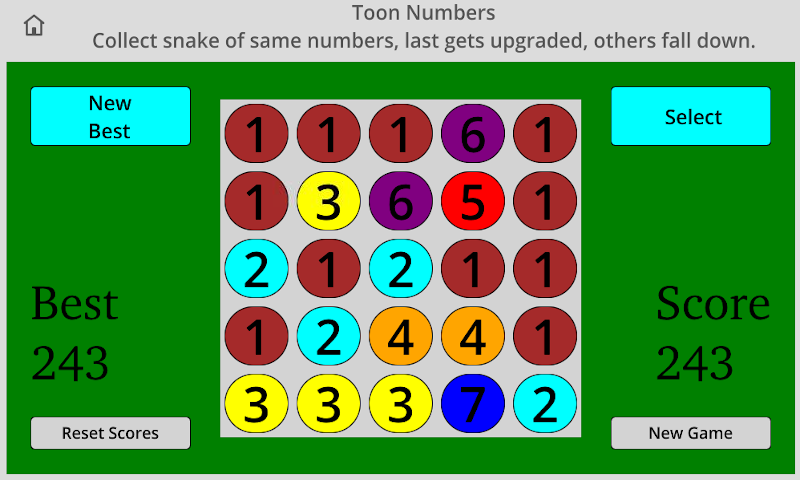 Toon Numbers
Collect snake of same numbers, last gets upgraded, others fall down.
New
Best
Select
1 1 1 6 1
1 3 6 5 1
2 1 2 1 1
1 2 4 4 1
3 3 3 7 2
Best
243
Score
243
Reset Scores
New Game